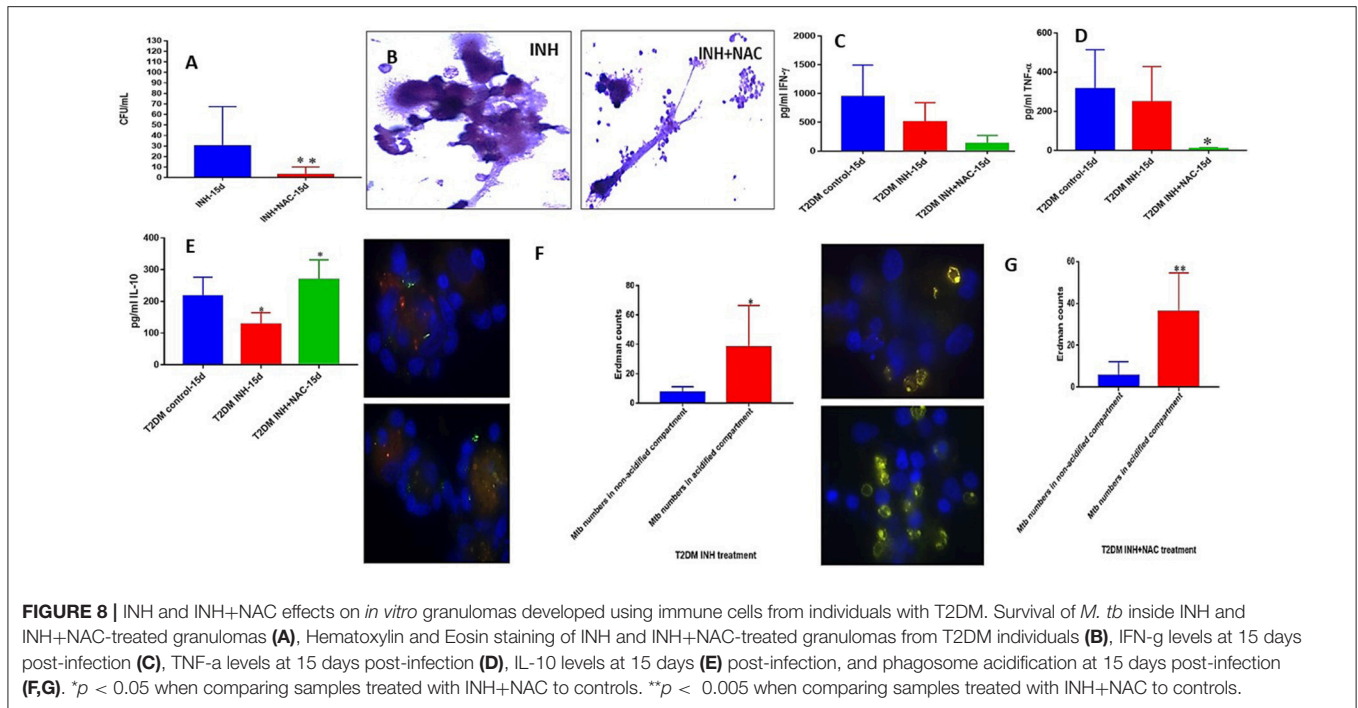 A
CFU/mL
130
120
110
100
90
80
70
60
50
40
30
20
10
0
* *
INH-15d
INH+NAC-15d
B
INH
INH+NAC
C
pg/ml IFN-γ
2000
1500
1000
500
0
T2DM control-15d
T2DM INH-15d
T2DM INH+NAC-15d
D
pg/ml TNF-α
600
400
200
0
*
T2DM control-15d
T2DM INH-15d
T2DM INH+NAC-15d
E
pg/ml IL-10
400
300
200
100
0
*
*
T2DM control-15d
T2DM INH-15d
T2DM INH+NAC-15d
F
Erdman counts
80
60
40
20
0
*
Mtb numbers in non-acidified compartment
Mtb numbers in acidified compartment
T2DM INH treatment
G
Erdman counts
60
40
20
0
**
Mtb numbers in non-acidified compartment
Mtb numbers in acidified compartment
T2DM INH+NAC treatment
FIGURE 8 | INH and INH+NAC effects on in vitro granulomas developed using immune cells from individuals with T2DM. Survival of M. tb inside INH and
INH+NAC-treated granulomas (A), Hematoxylin and Eosin staining of INH and INH+NAC-treated granulomas from T2DM individuals (B), IFN-g levels at 15 days
post-infection (C), TNF-a levels at 15 days post-infection (D), IL-10 levels at 15 days (E) post-infection, and phagosome acidification at 15 days post-infection
(F,G). *p < 0.05 when comparing samples treated with INH+NAC to controls. **p < 0.005 when comparing samples treated with INH+NAC to controls.